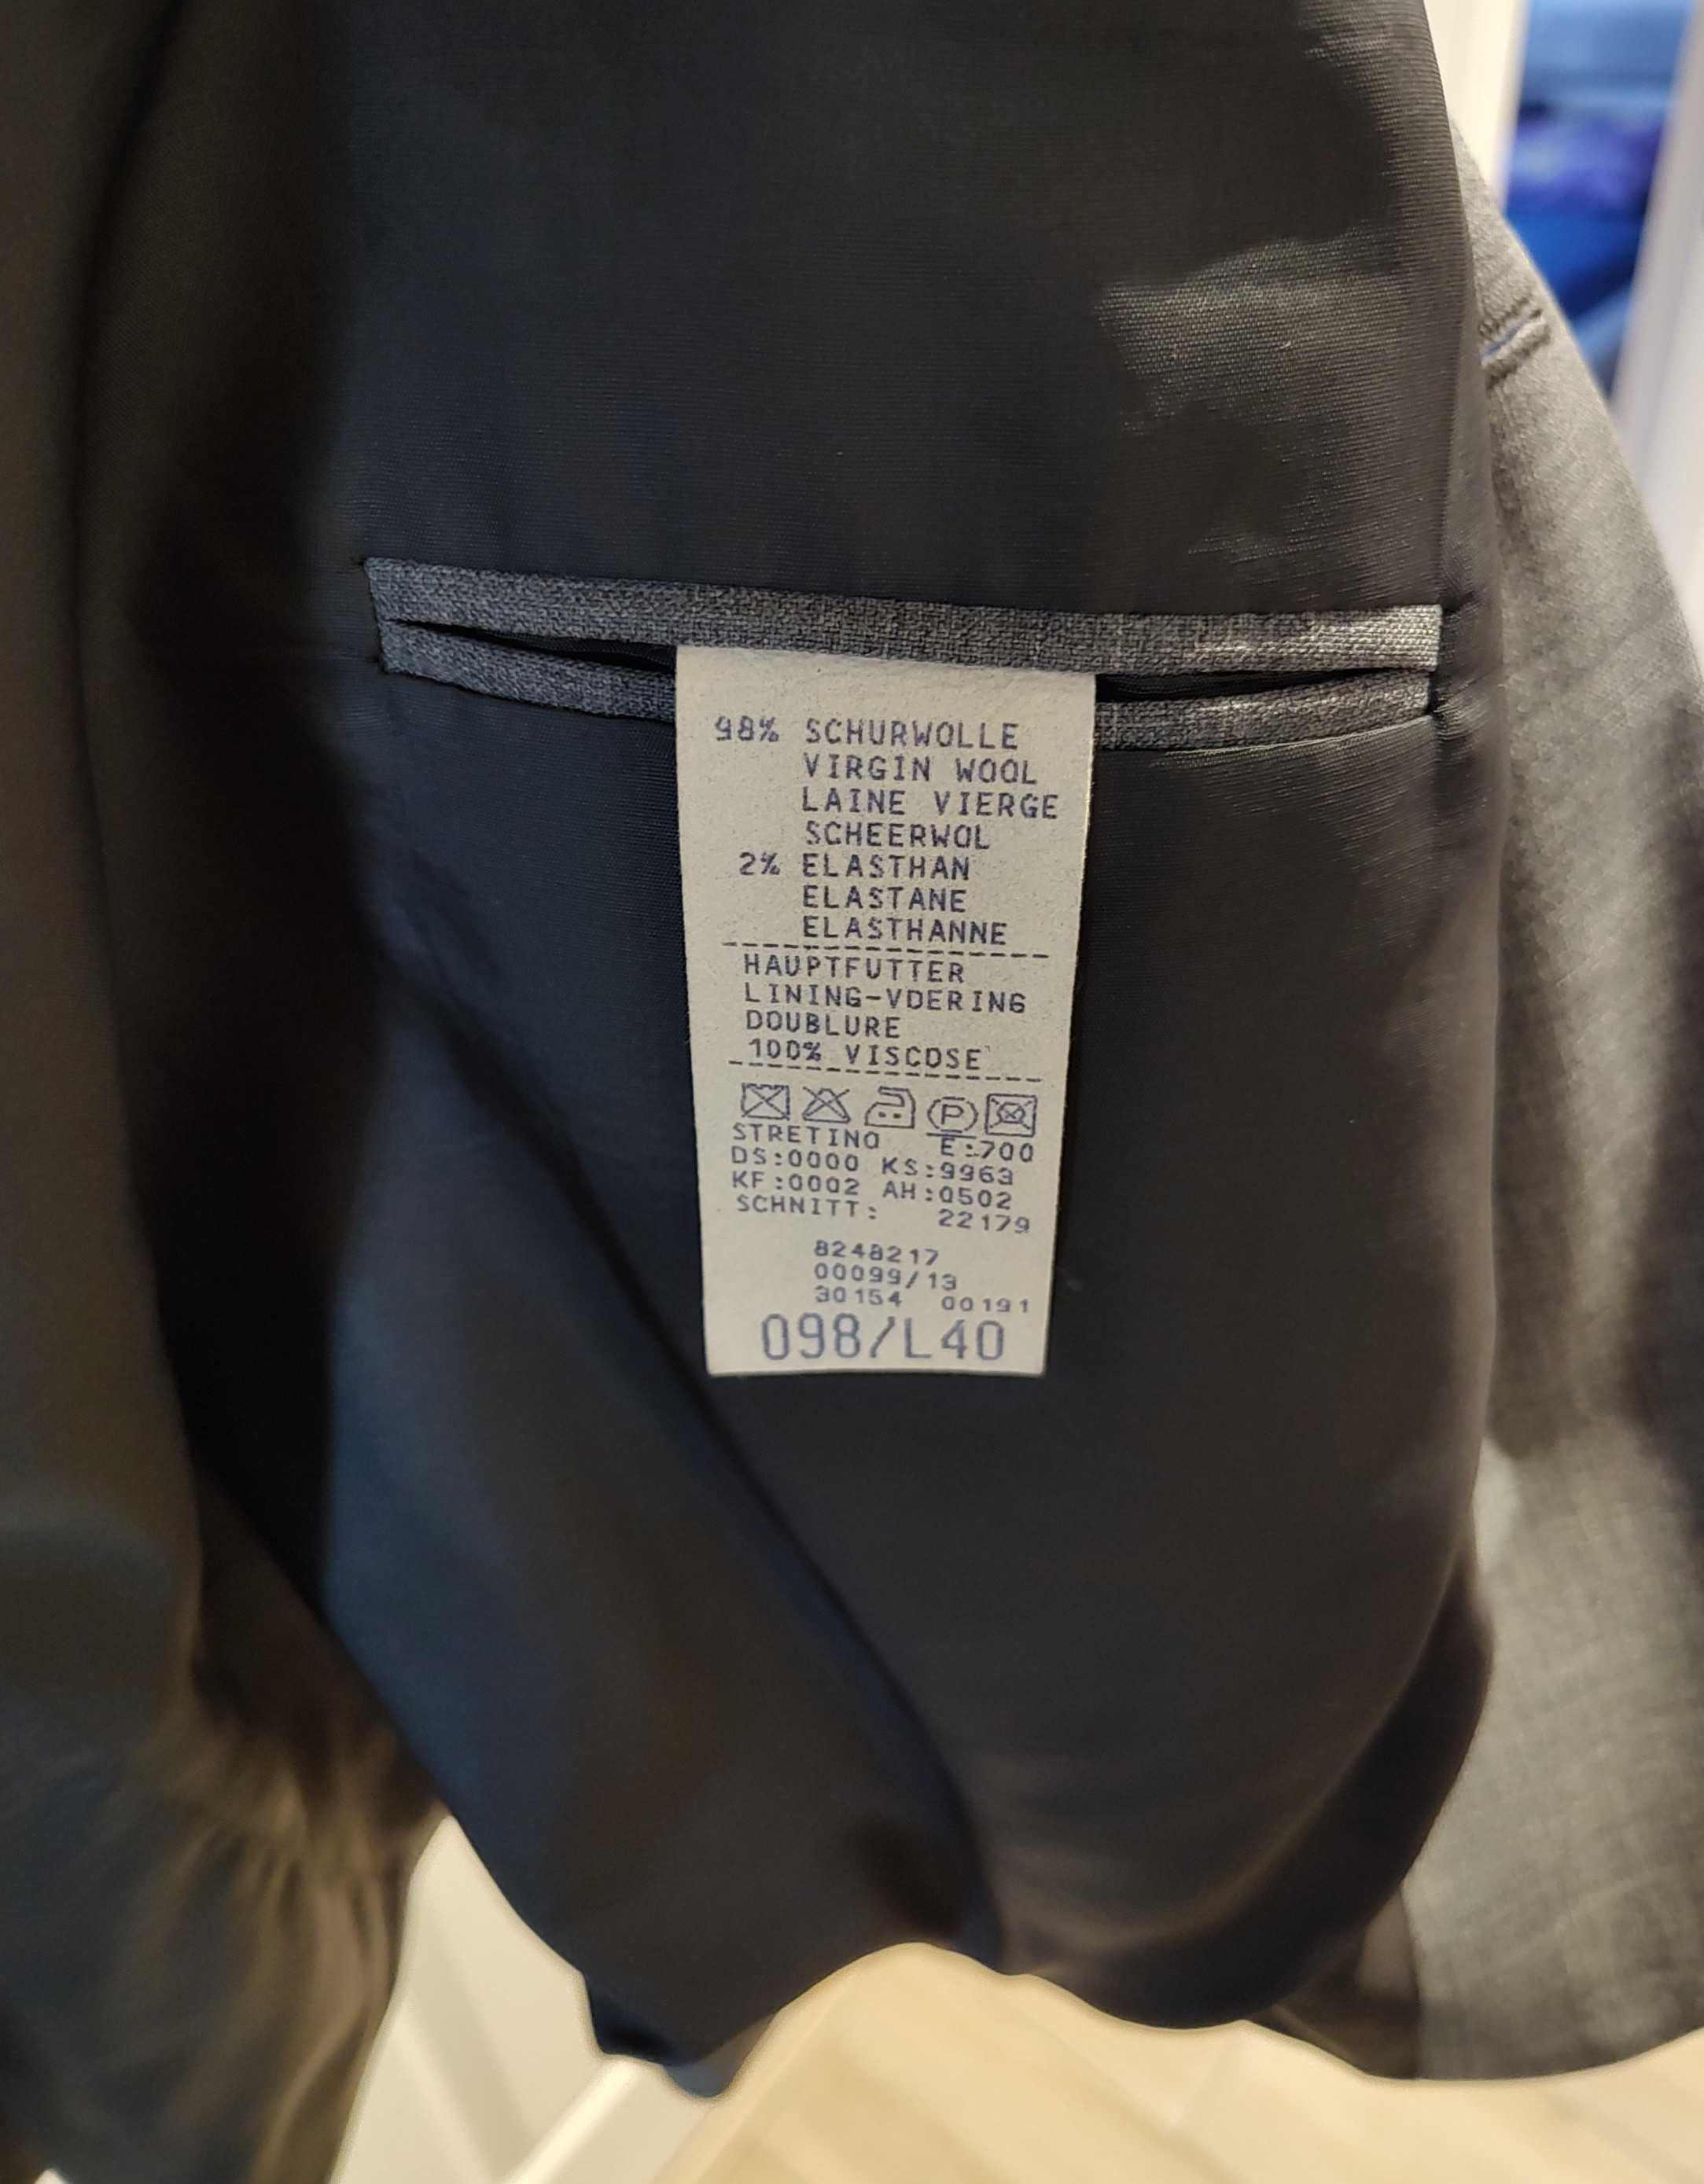 98% SCHURWOLLE
VIRGIN WOOL
LAINE VIERGE
SCHEERWOL
2% ELASTHAN
ELASTANE
ELASTHANNE
HAUPTFUTTER
LINING-VOERING
DOUBLURE
100% VISCOSE
P
STRETINO E:700
DS:0000 KS:9963
KF:0002 AH:0502
SCHNITT: 22179
8248217
00099/13
30154 00191
098/L40